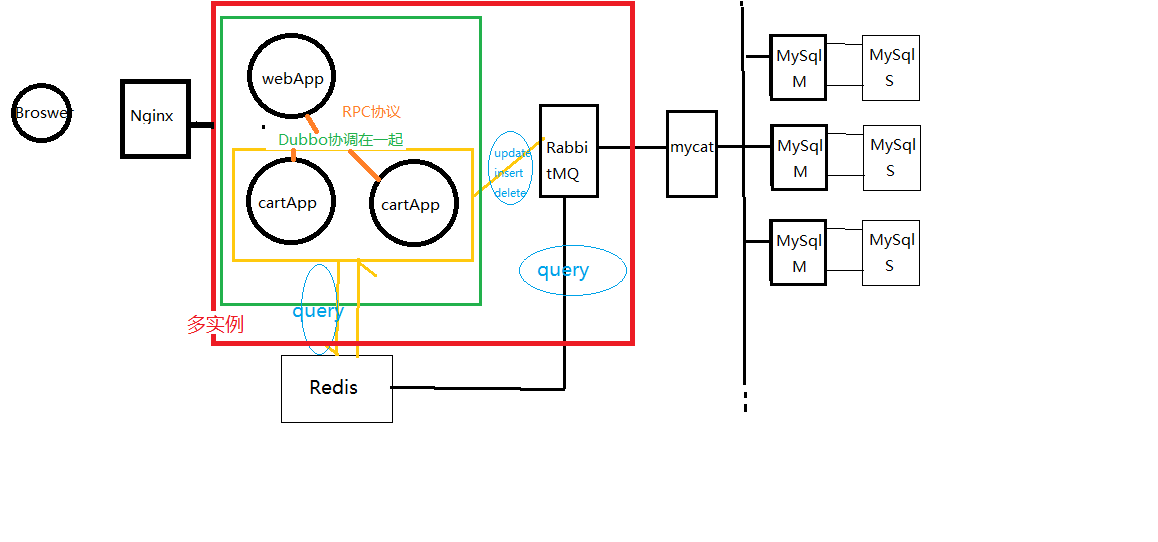 Broswer
Nginx
webApp
RPC协议
Dubbo协调在一起
cartApp
cartApp
多实例
update
insert
delete
Rabbi
tMQ
query
query
Redis
mycat
MySql
M
MySql
S
MySql
M
MySql
S
MySql
M
MySql
S